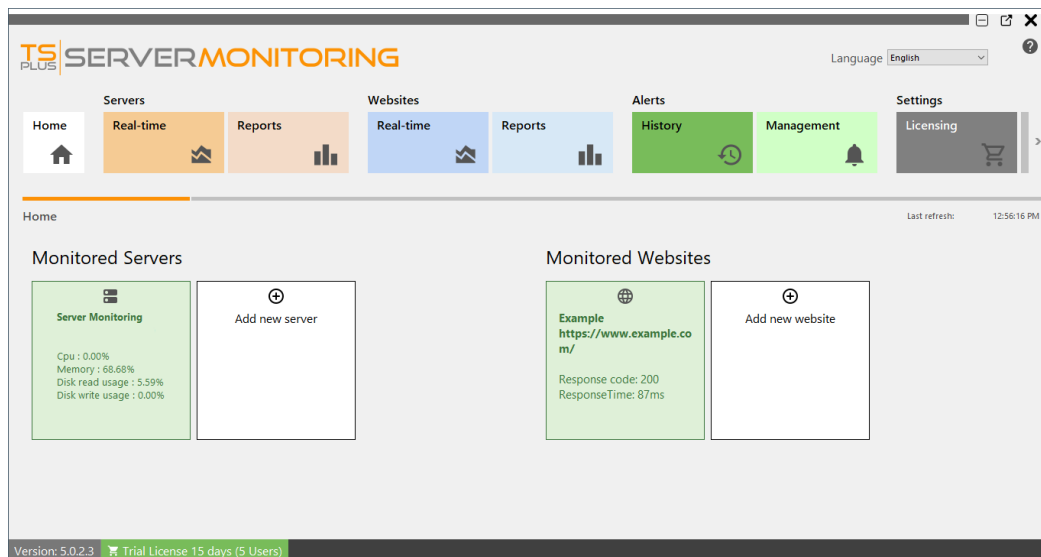 TS PLUS SERVERMONITORING
Language English
Servers
Websites
Alerts
Settings
Home
Real-time
Reports
Real-time
Reports
History
Management
Licensing
Home
Last refresh: 12:56:16 PM
Monitored Servers
Monitored Websites
Server Monitoring
Cpu : 0.00%
Memory : 68.68%
Disk read usage : 5.59%
Disk write usage : 0.00%
Add new server
Example
https://www.example.co
m/
Response code: 200
ResponseTime: 87ms
Add new website
Version: 5.0.2.3
Trial License 15 days (5 Users)